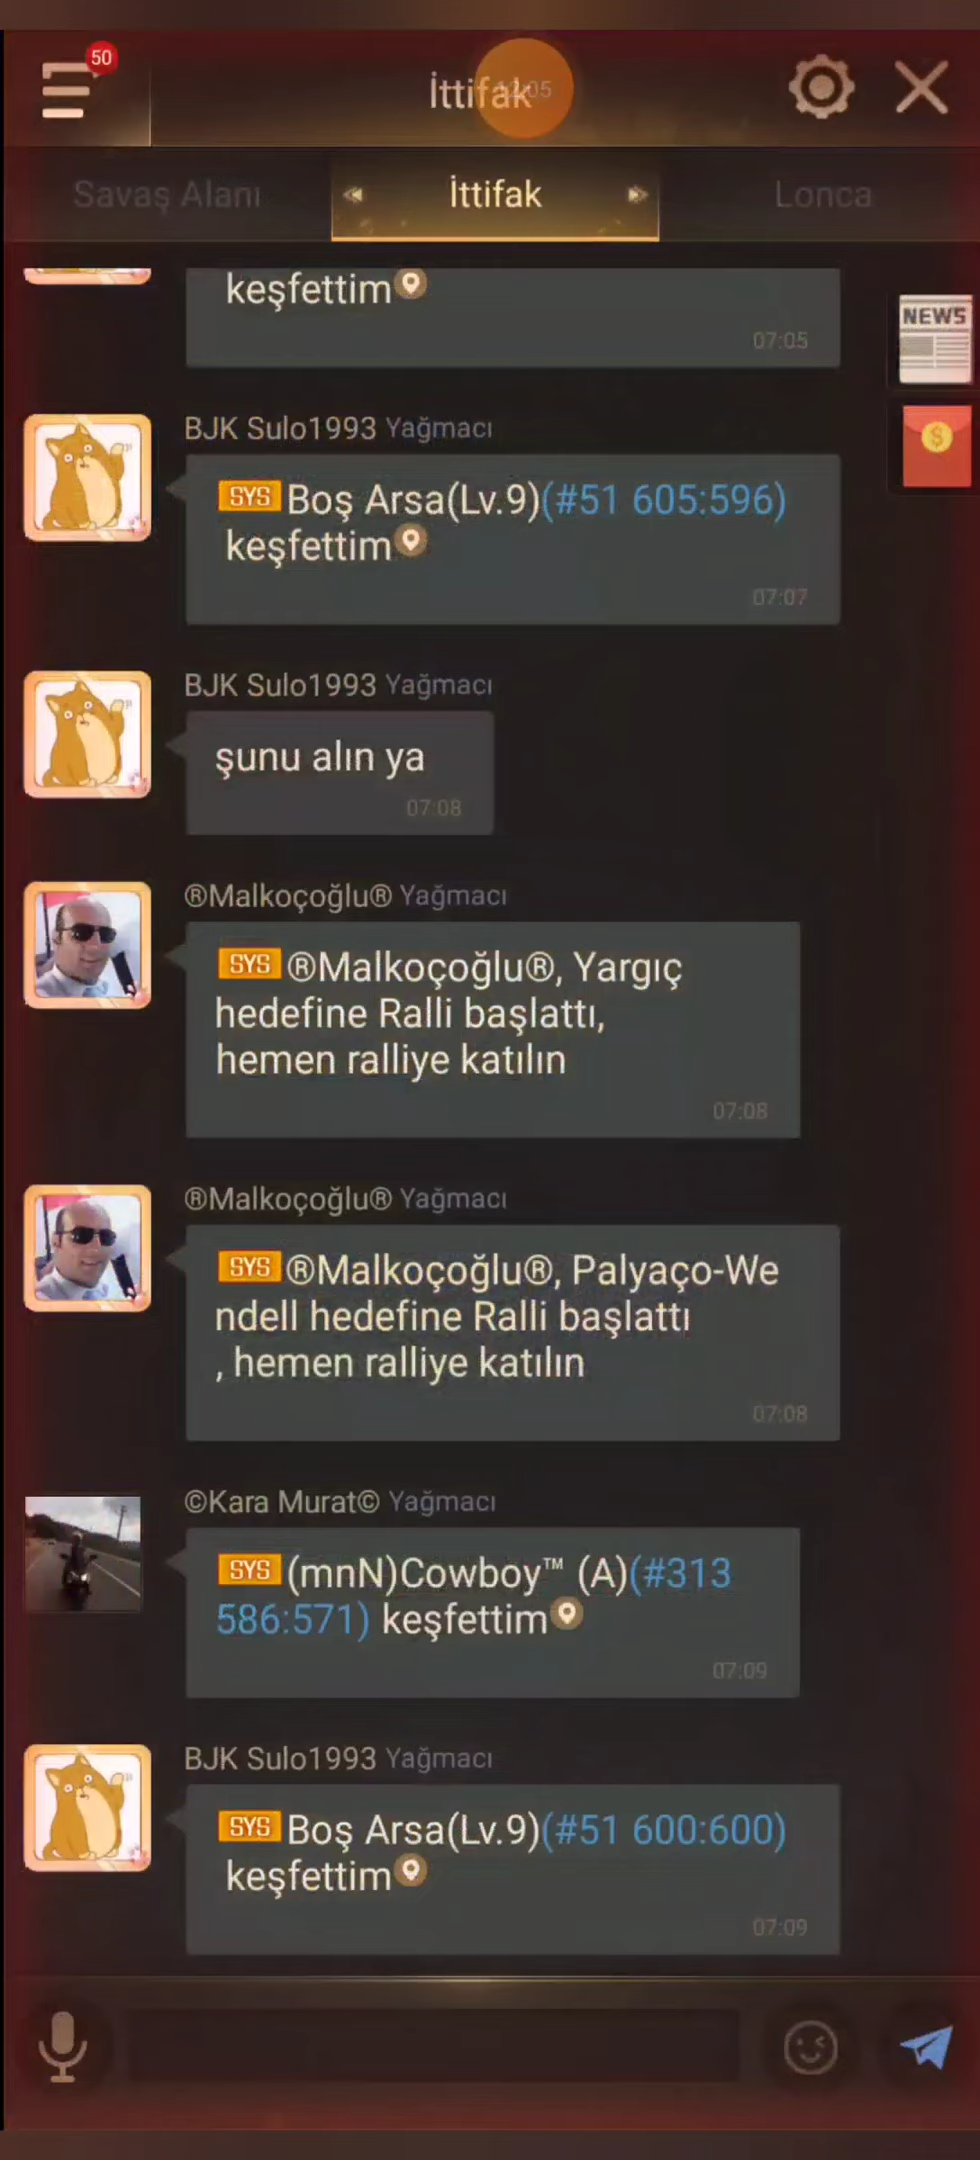 50
İttifak
12:05
Savaş Alanı
İttifak
Lonca
keşfettim
07:05
NEWS
BJK Sulo1993 Yağmacı
SYS Boş Arsa(Lv.9)(#51 605:596)
keşfettim
07:07
BJK Sulo1993 Yağmacı
şunu alın ya
07:08
®Malkoçoğlu® Yağmacı
SYS ®Malkoçoğlu®, Yargıç
hedefine Ralli başlattı,
hemen ralliye katılın
07:08
®Malkoçoğlu® Yağmacı
SYS ®Malkoçoğlu®, Palyaço-We
ndell hedefine Ralli başlattı
, hemen ralliye katılın
07:08
©Kara Murat© Yağmacı
SYS (mnN)Cowboy™ (A)(#313
586:571) keşfettim
07:09
BJK Sulo1993 Yağmacı
SYS Boş Arsa(Lv.9)(#51 600:600)
keşfettim
07:09